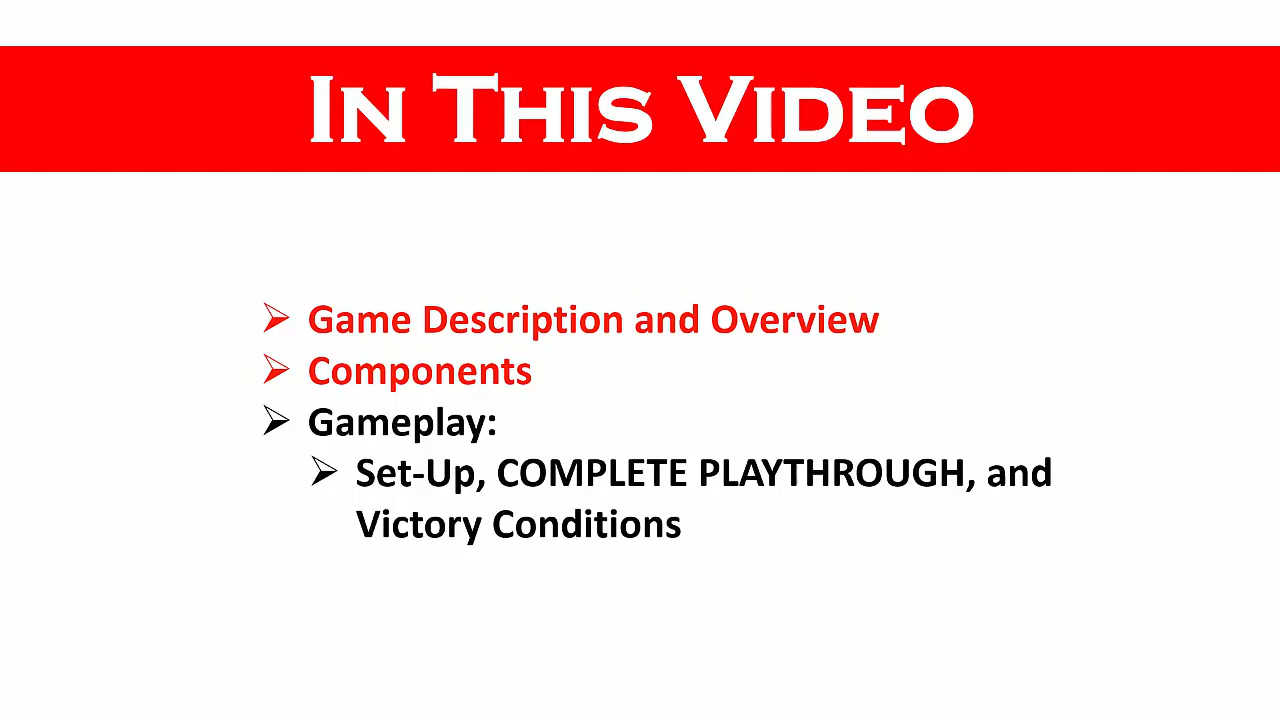 In This Video
Game Description and Overview
Components
Gameplay:
Set-Up, COMPLETE PLAYTHROUGH, and
Victory Conditions